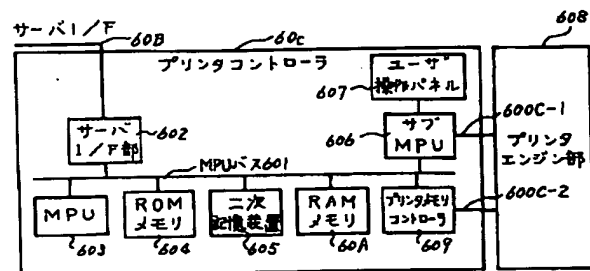 サーバI/F
60B
60C
608
プリンタコントローラ
ユーザ
操作パネル
607
サーバ
I/F部
602
サブ
MPU
606
600C-1
プリンタ
エンジン部
MPUバス601
600C-2
MPU
603
ROM
メモリ
604
二次
記憶装置
605
RAM
メモリ
60A
プリンタメモリ
コントローラ
609